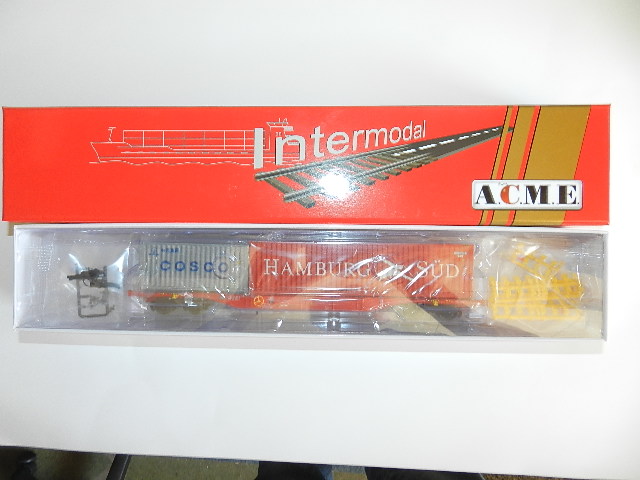 Intermodal
A.C.M.E.
COSCO
HAMBURG SÜD